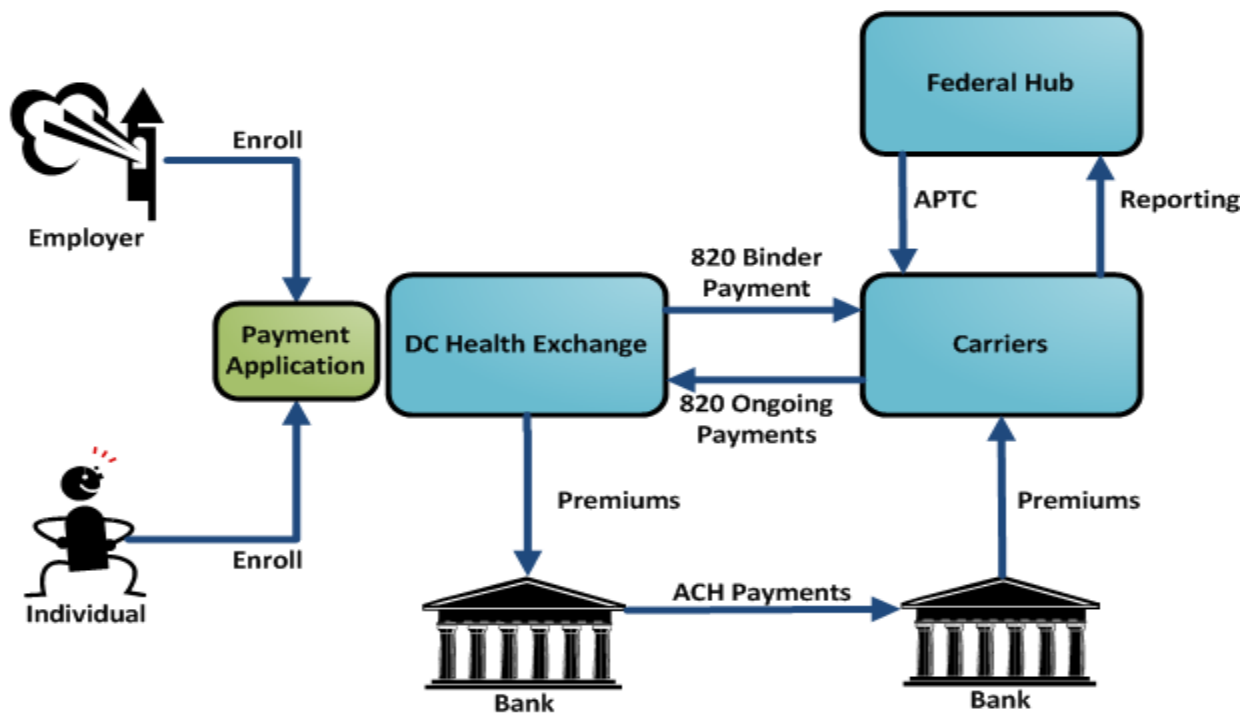 Federal Hub
Enroll
Employer
APTC
Reporting
820 Binder
Payment
Payment
Application
DC Health Exchange
Carriers
820 Ongoing
Payments
Premiums
Premiums
Enroll
Individual
ACH Payments
Bank
Bank